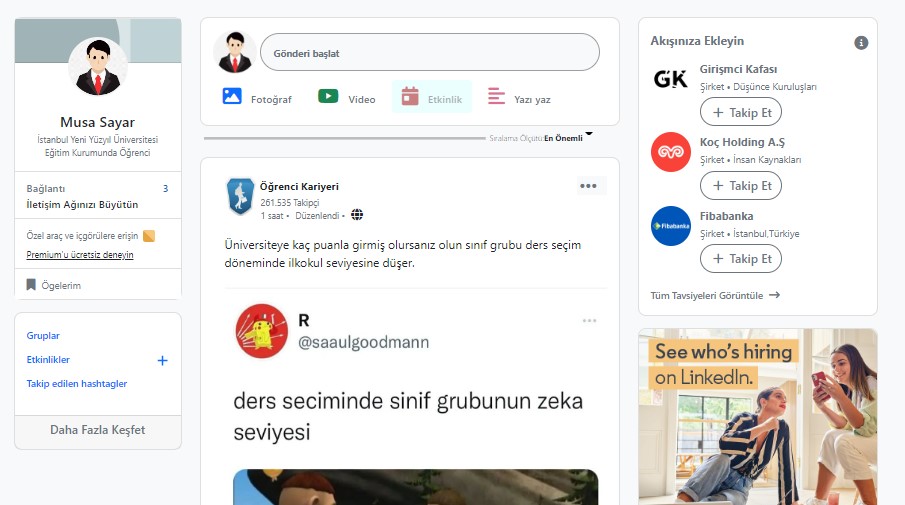 Musa Sayar
İstanbul Yeni Yüzyıl Üniversitesi
Eğitim Kurumunda Öğrenci
Bağlantı 3
İletişim Ağınızı Büyütün
Özel araç ve içgörülere erişin
Premium'u ücretsiz deneyin
Ögelerim
Gruplar
Etkinlikler +
Takip edilen hashtagler
Daha Fazla Keşfet
Gönderi başlat
Fotoğraf Video Etkinlik Yazı yaz
Sıralama Ölçütü:En Önemli
Öğrenci Kariyeri
261.535 Takipçi
1 saat • Düzenlendi •
Üniversiteye kaç puanla girmiş olursanız olun sınıf grubu ders seçim
döneminde ilkokul seviyesine düşer.
R
@saaulgoodmann
ders seciminde sinif grubunun zeka
seviyesi
Akışınıza Ekleyin
GK
Girişmci Kafası
Şirket • Düşünce Kuruluşları
+ Takip Et
Koç Holding A.Ş
Şirket • İnsan Kaynakları
+ Takip Et
Fibabanka
Fibabanka
Şirket • İstanbul,Türkiye
+ Takip Et
Tüm Tavsiyeleri Görüntüle →
See who's hiring
on LinkedIn.